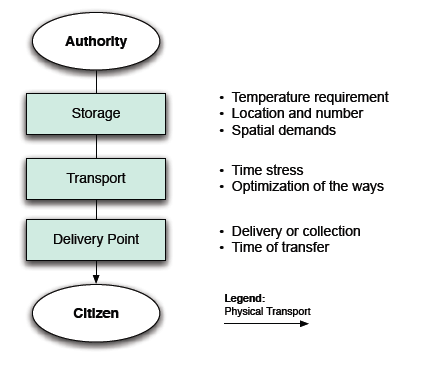 Authority
Storage
• Temperature requirement
• Location and number
• Spatial demands
Transport
• Time stress
• Optimization of the ways
Delivery Point
• Delivery or collection
• Time of transfer
Citizen
Legend:
Physical Transport